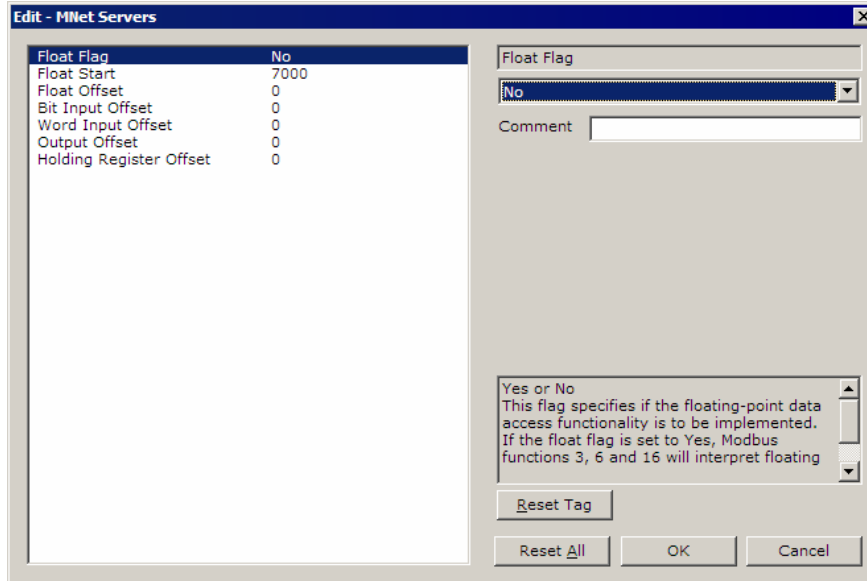 Edit - MNet Servers
Float Flag No
Float Start 7000
Float Offset 0
Bit Input Offset 0
Word Input Offset 0
Output Offset 0
Holding Register Offset 0
Float Flag
No
Comment
Yes or No
This flag specifies if the floating-point data
access functionality is to be implemented.
If the float flag is set to Yes, Modbus
functions 3, 6 and 16 will interpret floating
Reset Tag
Reset All OK Cancel